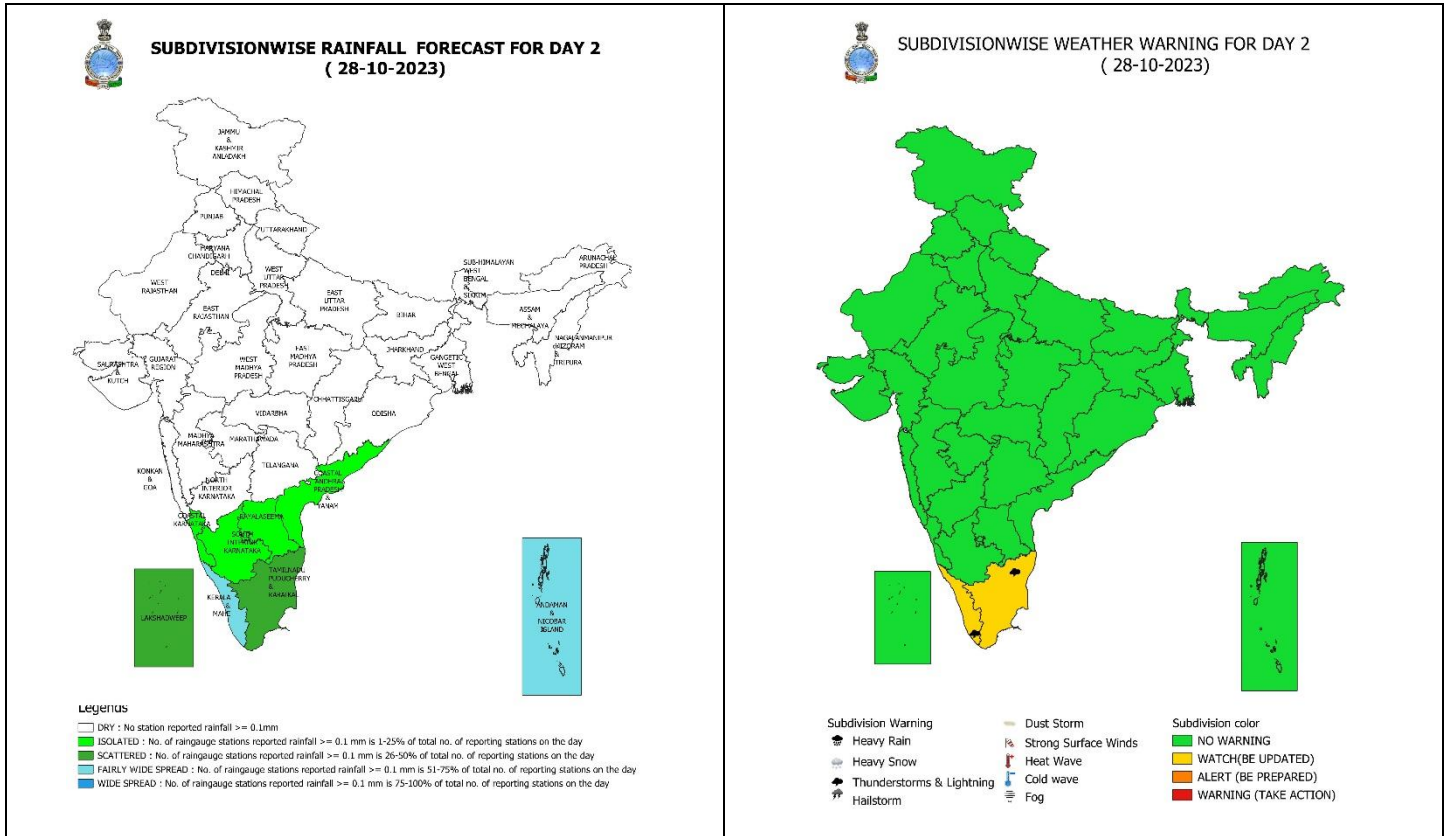 SUBDIVISIONWISE RAINFALL FORECAST FOR DAY 2
( 28-10-2023)
JAMMU
&
KASHMIR
ANLADAKH
HIMACHAL
PRADESH
PUNJAB
UTTARAKHAND
HARYANA
CHANDIGARH
&
DELHI
WEST
UTTAR
PRADESH
SUB-HIMALAYAN
WEST
BENGAL
&
SIKKIM
ARUNACHAL
PRADESH
WEST
RAJASTHAN
EAST
RAJASTHAN
EAST
UTTAR
PRADESH
BIHAR
ASSAM
&
MEGHALAYA
NAGALANMANIPUR
MIZORAM
&
TRIPURA
SAURASHTRA
&
KUTCH
GUJARAT
REGION
WEST
MADHYA
PRADESH
EAST
MADHYA
PRADESH
JHARKHAND
GANGETIC
WEST
BENGAL
CHHATTISGARH
ODISHA
VIDARBHA
MADHYA
MAHARASHTRA
MARATHAWADA
TELANGANA
KONKAN
&
GOA
NORTH
INTERIOR
KARNATAKA
COASTAL
ANDHRA
PRADESH
&
YANAM
COASTAL
KARNATAKA
RAYALASEEMA
SOUTH
INTERIOR
KARNATAKA
TAMILNADU
PUDUCHERRY
&
KARAIKAL
KERALA
&
MAHE
LAKSHADWEEP
ANDAMAN
&
NICOBAR
ISLAND
Legends
DRY : No station reported rainfall >= 0.1mm
ISOLATED : No. of raingauge stations reported rainfall >= 0.1 mm is 1-25% of total no. of reporting stations on the day
SCATTERED : No. of raingauge stations reported rainfall >= 0.1 mm is 26-50% of total no. of reporting stations on the day
FAIRLY WIDE SPREAD : No. of raingauge stations reported rainfall >= 0.1 mm is 51-75% of total no. of reporting stations on the day
WIDE SPREAD : No. of raingauge stations reported rainfall >= 0.1 mm is 75-100% of total no. of reporting stations on the day
SUBDIVISIONWISE WEATHER WARNING FOR DAY 2
( 28-10-2023)
Subdivision Warning
Heavy Rain
Heavy Snow
Thunderstorms & Lightning
Hailstorm
Dust Storm
Strong Surface Winds
Heat Wave
Cold wave
Fog
Subdivision color
NO WARNING
WATCH(BE UPDATED)
ALERT (BE PREPARED)
WARNING (TAKE ACTION)